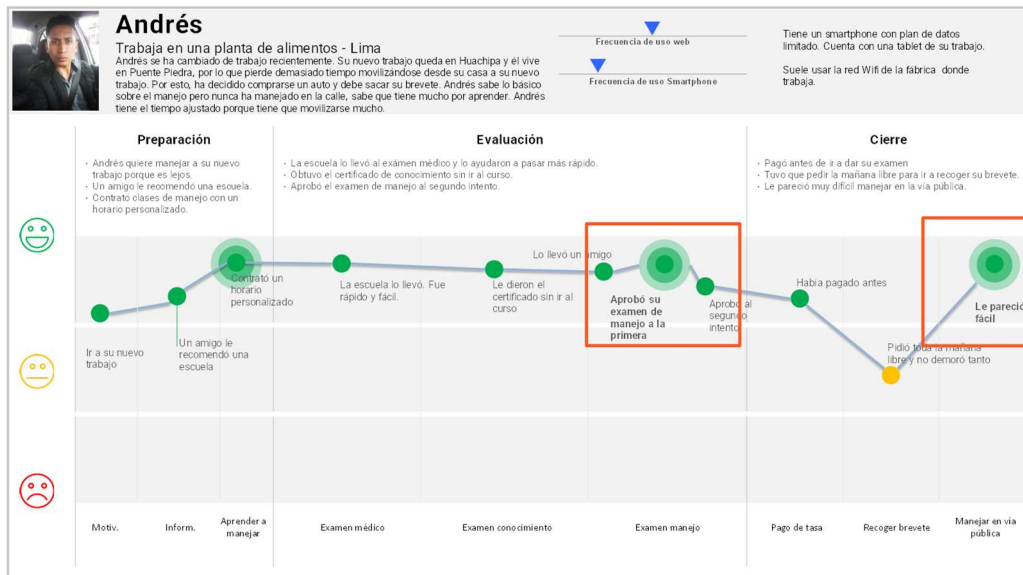 Andrés
Trabaja en una planta de alimentos - Lima
Andrés se ha cambiado de trabajo recientemente. Su nuevo trabajo queda en Huachipa y él vive
en Puente Piedra, por lo que pierde demasiado tiempo movilizándose desde su casa a su nuevo
trabajo. Por esto, ha decidido comprarse un auto y debe sacar su brevete. Andrés sabe lo básico
sobre el manejo pero nunca ha manejado en la calle, sabe que tiene mucho por aprender. Andrés
tiene el tiempo ajustado porque tiene que movilizarse mucho.
Frecuencia de uso web
Frecuencia de uso Smartphone
Tiene un smartphone con plan de datos
limitado. Cuenta con una tablet de su trabajo.
Suele usar la red Wifi de la fábrica donde
trabaja.
Preparación
· Andrés quiere manejar a su nuevo
trabajo porque es lejos.
· Un amigo le recomendó una escuela.
· Contrató clases de manejo con un
horario personalizado.
Evaluación
· La escuela lo llevó al exámen médico y lo ayudaron a pasar más rápido.
· Obtuvo el certificado de conocimiento sin ir al curso.
· Aprobó el examen de manejo al segundo intento.
Cierre
· Pagó antes de ir a dar su examen
· Tuvo que pedir la mañana libre para ir a recoger su brevete.
· Le pareció muy difícil manejar en la vía pública.
Ir a su nuevo
trabajo
Un amigo le
recomendó una
escuela
Contrató un
horario
personalizado
La escuela lo llevó. Fue
rápido y fácil.
Le dieron el
certificado sin ir al
curso
Lo llevó un amigo
Aprobó su
examen de
manejo a la
primera
Aprobó al
segundo
intento
Había pagado antes
Pidió toda la mañana
libre y no demoró tanto
Le pareció
fácil
Motiv.
Inform.
Aprender a
manejar
Examen médico
Examen conocimiento
Examen manejo
Pago de tasa
Recoger brevete
Manejar en via
pública